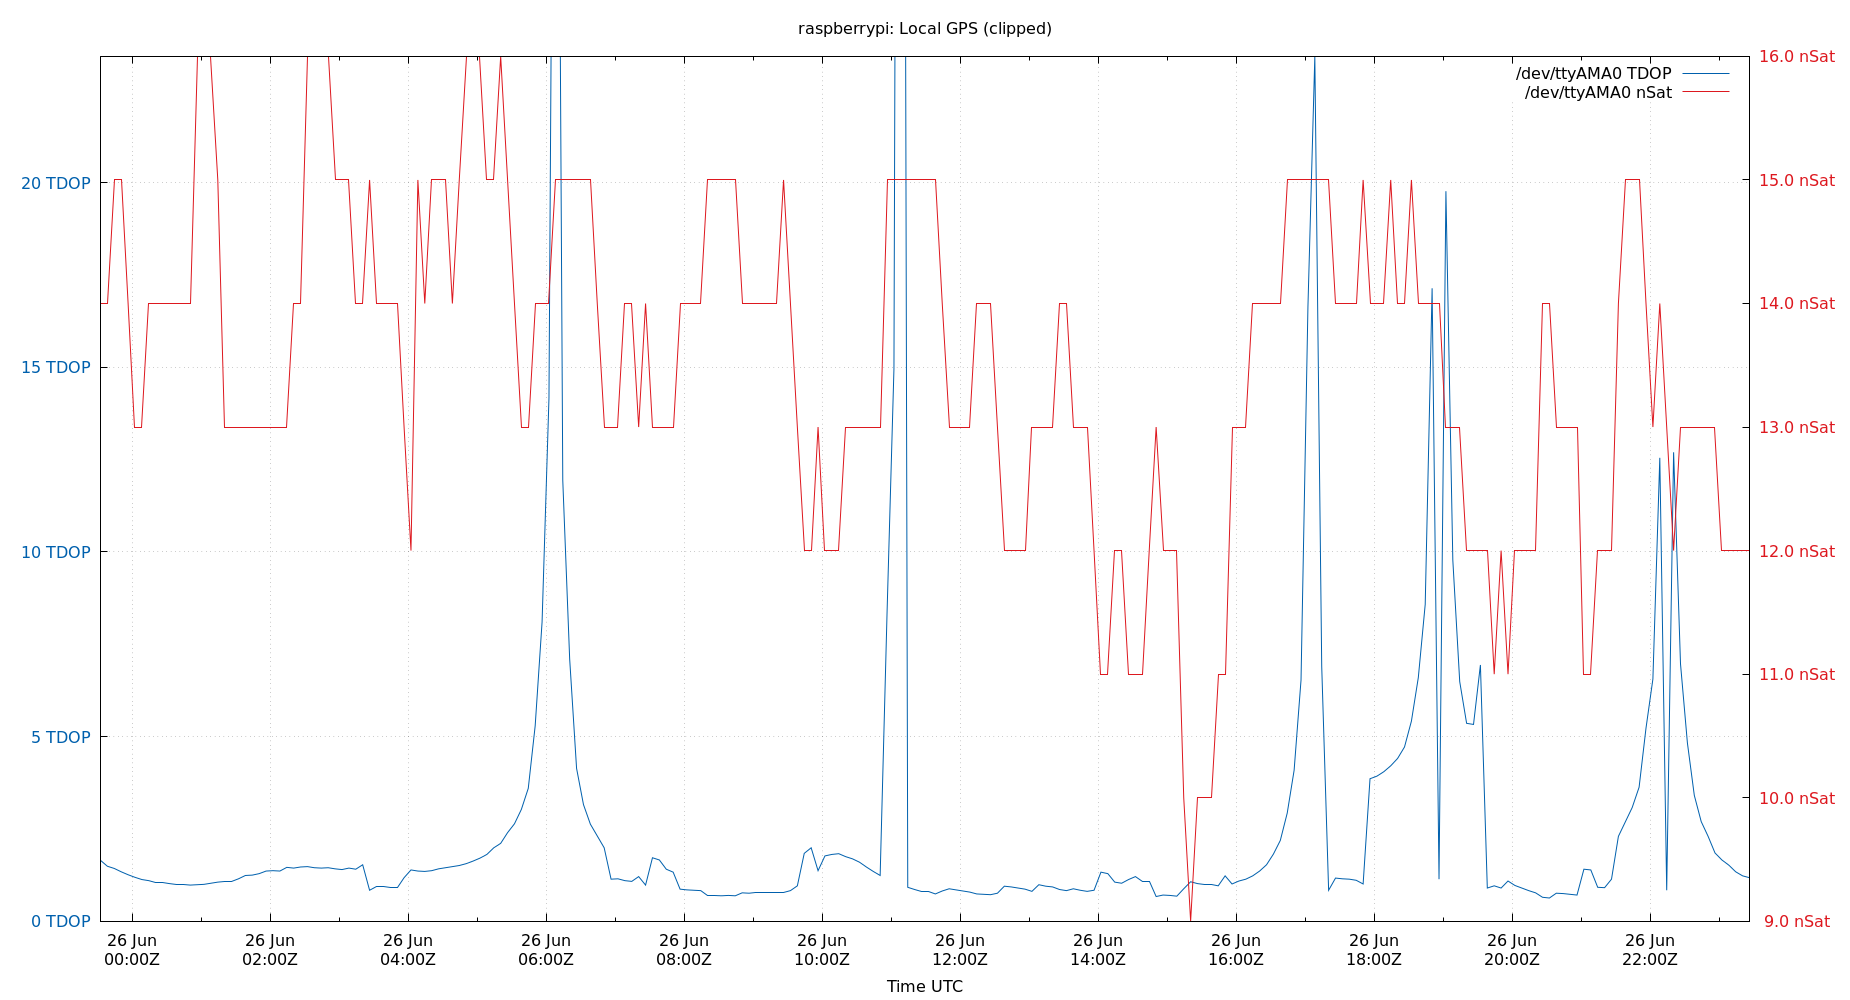 raspberrypi: Local GPS (clipped)
/dev/ttyAMA0 TDOP
/dev/ttyAMA0 nSat
20 TDOP
15 TDOP
10 TDOP
5 TDOP
0 TDOP
16.0 nSat
15.0 nSat
14.0 nSat
13.0 nSat
12.0 nSat
11.0 nSat
10.0 nSat
9.0 nSat
26 Jun 26 Jun 26 Jun 26 Jun 26 Jun 26 Jun 26 Jun 26 Jun 26 Jun 26 Jun 26 Jun 26 Jun
00:00Z 02:00Z 04:00Z 06:00Z 08:00Z 10:00Z 12:00Z 14:00Z 16:00Z 18:00Z 20:00Z 22:00Z
Time UTC